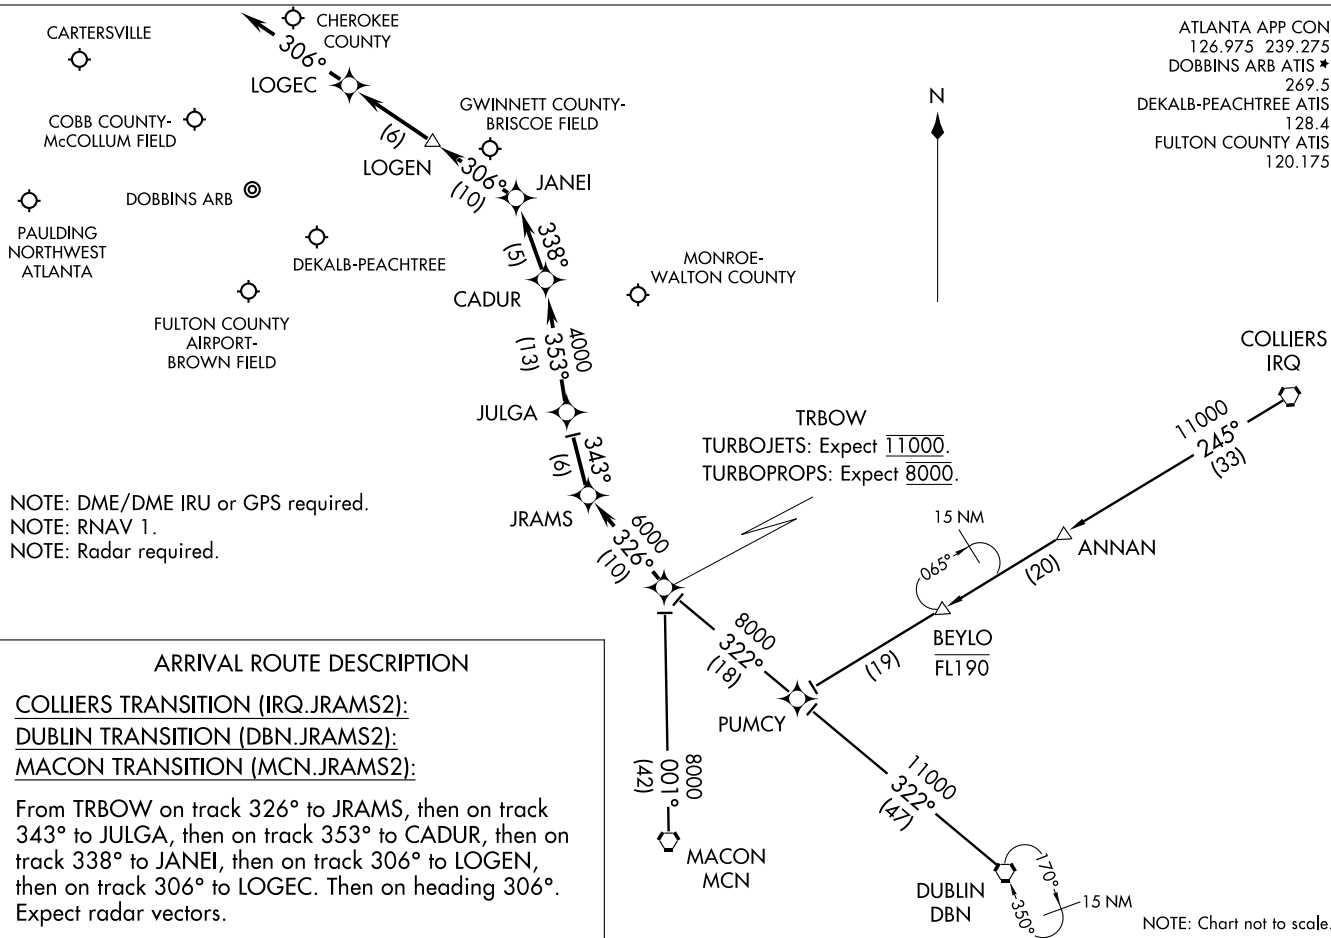 CARTERSVILLE
CHEROKEE
COUNTY
306°
LOGEC
COBB COUNTY-
McCOLLUM FIELD
(6)
LOGEN
GWINNETT COUNTY-
BRISCOE FIELD
306°
(10)
JANEI
DOBBINS ARB
PAULDING
NORTHWEST
ATLANTA
DEKALB-PEACHTREE
338°
(5)
CADUR
MONROE-
WALTON COUNTY
FULTON COUNTY
AIRPORT-
BROWN FIELD
N
ATLANTA APP CON
126.975 239.275
DOBBINS ARB ATIS ★
269.5
DEKALB-PEACHTREE ATIS
128.4
FULTON COUNTY ATIS
120.175
4000
353°
(13)
JULGA
343°
(6)
JRAMS
6000
326°
(10)
TRBOW
TURBOJETS: Expect 11000.
TURBOPROPS: Expect 8000.
COLLIERS
IRQ
11000
245°
(33)
ANNAN
15 NM
065°
(20)
BEYLO
FL190
(19)
8000
322°
(18)
PUMCY
8000
001°
(42)
MACON
MCN
11000
322°
(47)
DUBLIN
DBN
170°
350°
15 NM
NOTE: DME/DME IRU or GPS required.
NOTE: RNAV 1.
NOTE: Radar required.
ARRIVAL ROUTE DESCRIPTION
COLLIERS TRANSITION (IRQ.JRAMS2):
DUBLIN TRANSITION (DBN.JRAMS2):
MACON TRANSITION (MCN.JRAMS2):
From TRBOW on track 326° to JRAMS, then on track
343° to JULGA, then on track 353° to CADUR, then on
track 338° to JANEI, then on track 306° to LOGEN,
then on track 306° to LOGEC. Then on heading 306°.
Expect radar vectors.
NOTE: Chart not to scale.